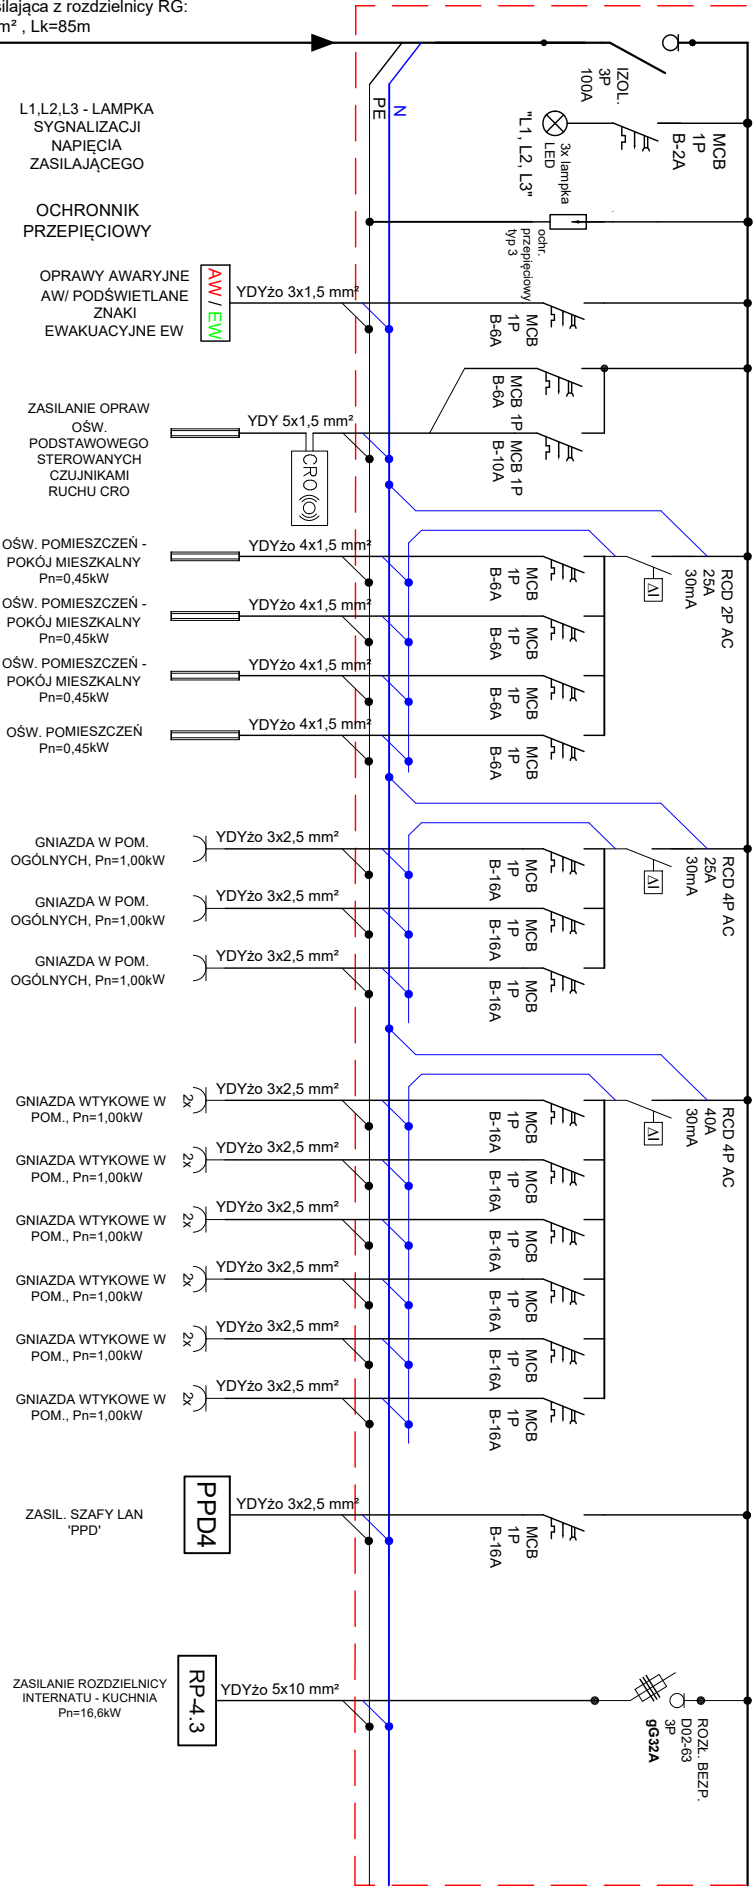 silająca z rozdzielnicy RG:
m² , Lk=85m
PE
N
IZOL.
3P
100A
L1,L2,L3 - LAMPKA
SYGNALIZACJI
NAPIĘCIA
ZASILAJĄCEGO
3x lampka
LED
"L1, L2, L3"
MCB
1P
B-2A
OCHRONNIK
PRZEPIĘCIOWY
ochr.
przepięciowy
typ 3
OPRAWY AWARYJNE
AW/ PODŚWIETLANE
ZNAKI
EWAKUACYJNE EW
AW / EW
YDYżo 3x1,5 mm²
MCB
1P
B-6A
ZASILANIE OPRAW
OŚW.
PODSTAWOWEGO
STEROWANYCH
CZUJNIKAMI
RUCHU CRO
YDY 5x1,5 mm²
CRO
MCB 1P
B-6A
MCB 1P
B-10A
OŚW. POMIESZCZEŃ -
POKÓJ MIESZKALNY
Pn=0,45kW
YDYżo 4x1,5 mm²
MCB
1P
B-6A
ΔI
RCD 2P AC
25A
30mA
OŚW. POMIESZCZEŃ -
POKÓJ MIESZKALNY
Pn=0,45kW
YDYżo 4x1,5 mm²
MCB
1P
B-6A
OŚW. POMIESZCZEŃ -
POKÓJ MIESZKALNY
Pn=0,45kW
YDYżo 4x1,5 mm²
MCB
1P
B-6A
OŚW. POMIESZCZEŃ
Pn=0,45kW
YDYżo 4x1,5 mm²
MCB
1P
B-6A
GNIAZDA W POM.
OGÓLNYCH, Pn=1,00kW
YDYżo 3x2,5 mm²
MCB
1P
B-16A
ΔI
RCD 4P AC
25A
30mA
GNIAZDA W POM.
OGÓLNYCH, Pn=1,00kW
YDYżo 3x2,5 mm²
MCB
1P
B-16A
GNIAZDA W POM.
OGÓLNYCH, Pn=1,00kW
YDYżo 3x2,5 mm²
MCB
1P
B-16A
GNIAZDA WTYKOWE W
POM., Pn=1,00kW
2x
YDYżo 3x2,5 mm²
MCB
1P
B-16A
ΔI
RCD 4P AC
40A
30mA
GNIAZDA WTYKOWE W
POM., Pn=1,00kW
2x
YDYżo 3x2,5 mm²
MCB
1P
B-16A
GNIAZDA WTYKOWE W
POM., Pn=1,00kW
2x
YDYżo 3x2,5 mm²
MCB
1P
B-16A
GNIAZDA WTYKOWE W
POM., Pn=1,00kW
2x
YDYżo 3x2,5 mm²
MCB
1P
B-16A
GNIAZDA WTYKOWE W
POM., Pn=1,00kW
2x
YDYżo 3x2,5 mm²
MCB
1P
B-16A
GNIAZDA WTYKOWE W
POM., Pn=1,00kW
2x
YDYżo 3x2,5 mm²
MCB
1P
B-16A
ZASIL. SZAFY LAN
'PPD'
PPD4
YDYżo 3x2,5 mm²
MCB
1P
B-16A
ZASILANIE ROZDZIELNICY
INTERNATU - KUCHNIA
Pn=16,6kW
RP-4.3
YDYżo 5x10 mm²
ROZŁ. BEZP.
D02-63
3P
gG32A